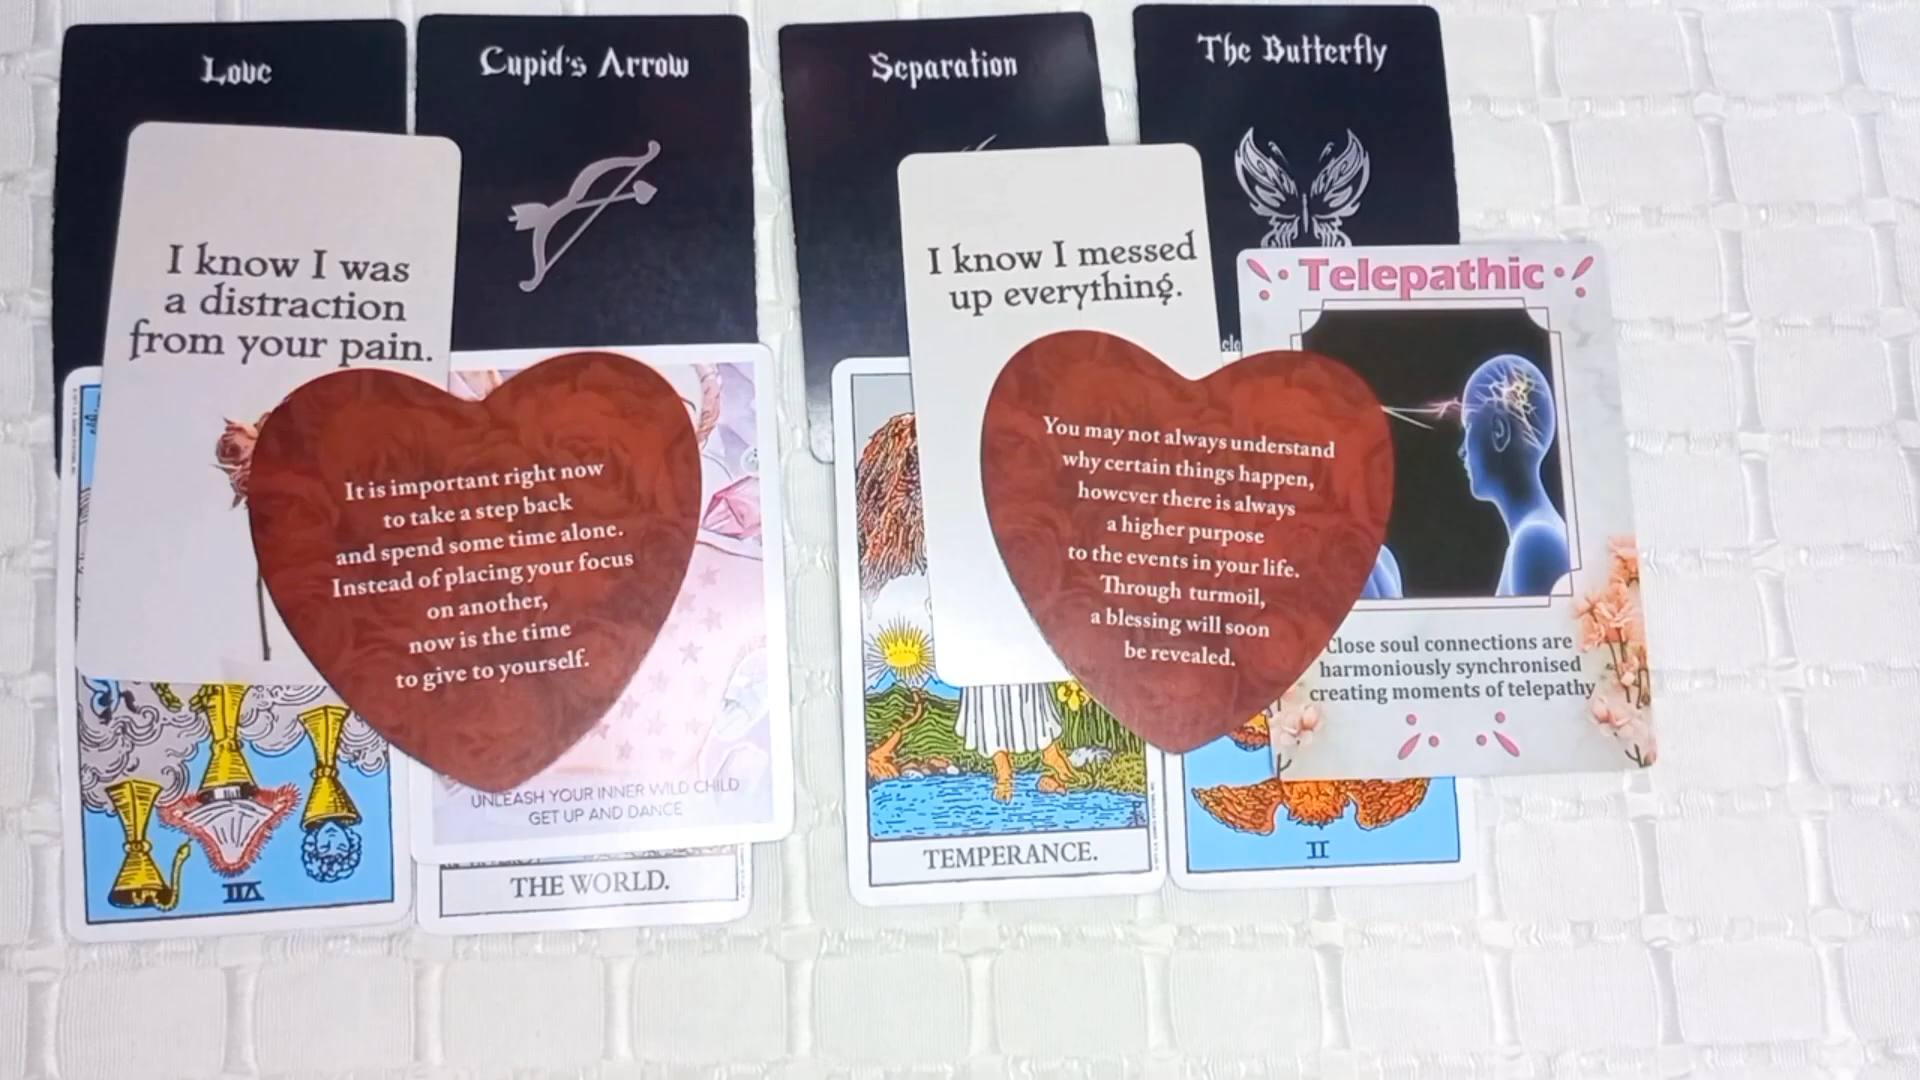 Love
Cupid's Arrow
Separation
The Butterfly
I know I was
a distraction
from your pain.
It is important right now
to take a step back
and spend some time alone.
Instead of placing your focus
on another,
now is the time
to give to yourself.
UNLEASH YOUR INNER WILD CHILD
GET UP AND DANCE
VII
THE WORLD.
I know I messed
up everything.
You may not always understand
why certain things happen,
however there is always
a higher purpose
to the events in your life.
Through turmoil,
a blessing will soon
be revealed.
Telepathic
Close soul connections are
harmoniously synchronised
creating moments of telepathy
TEMPERANCE.
II